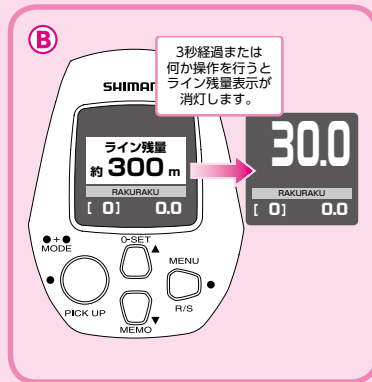 B
3秒経過または
何か操作を行うと
ライン残量表示が
消灯します。
SHIMAN
ライン残量
約 300 m
RAKURAKU
[ 0] 0.0
30.0
RAKURAKU
[ 0] 0.0
●+●
MODE
0-SET
▲
MENU
●
●
PICK UP
▼
MEMO
R/S